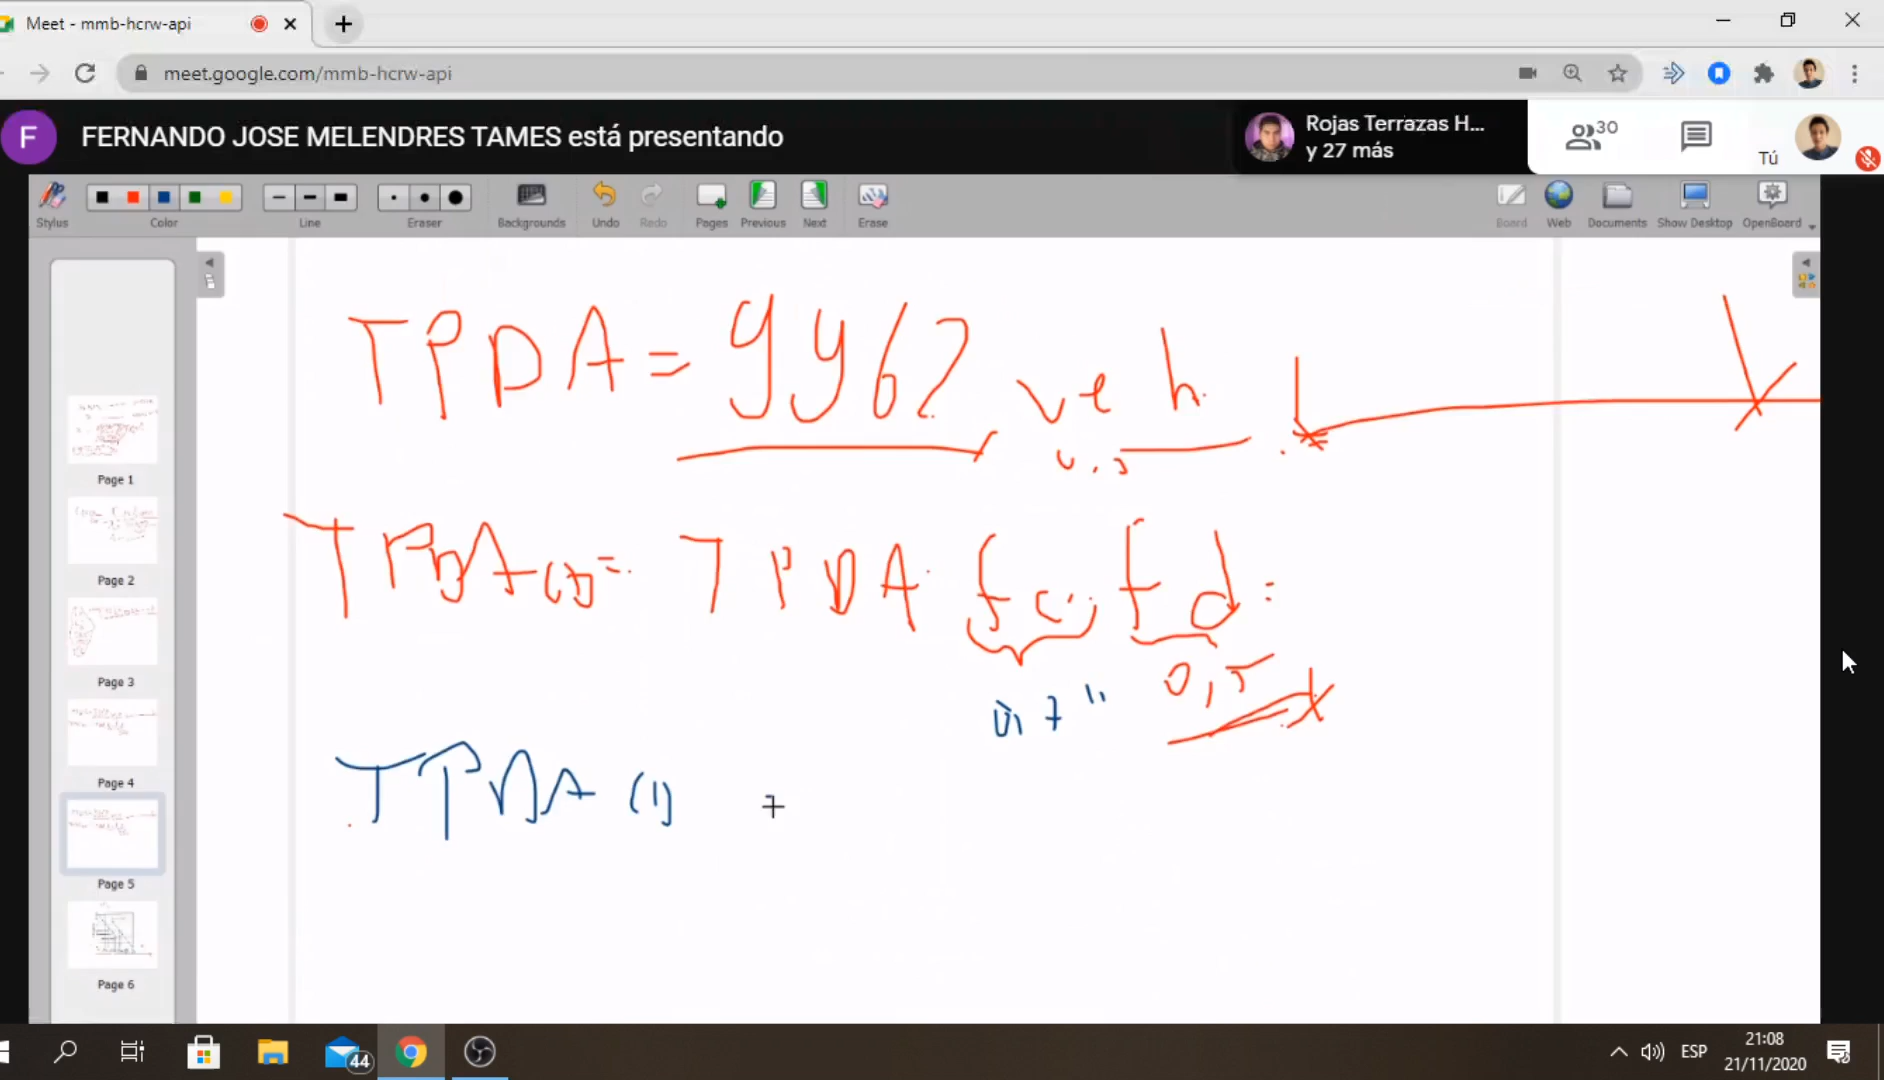 Meet - mmb-hcrw-api
meet.google.com/mmb-hcrw-api
F FERNANDO JOSE MELENDRES TAMES está presentando
Rojas Terrazas H...
y 27 más
30
Tú
Stylus Color Line Eraser Backgrounds Undo Redo Pages Previous Next Erase Board Web Documents Show Desktop OpenBoard
TPDA = 9962 veh
TPDA(1) = TPDA · fc · fd =
0,5
TPDA (1)
Page 1
Page 2
Page 3
Page 4
Page 5
Page 6
44
ESP
21:08
21/11/2020